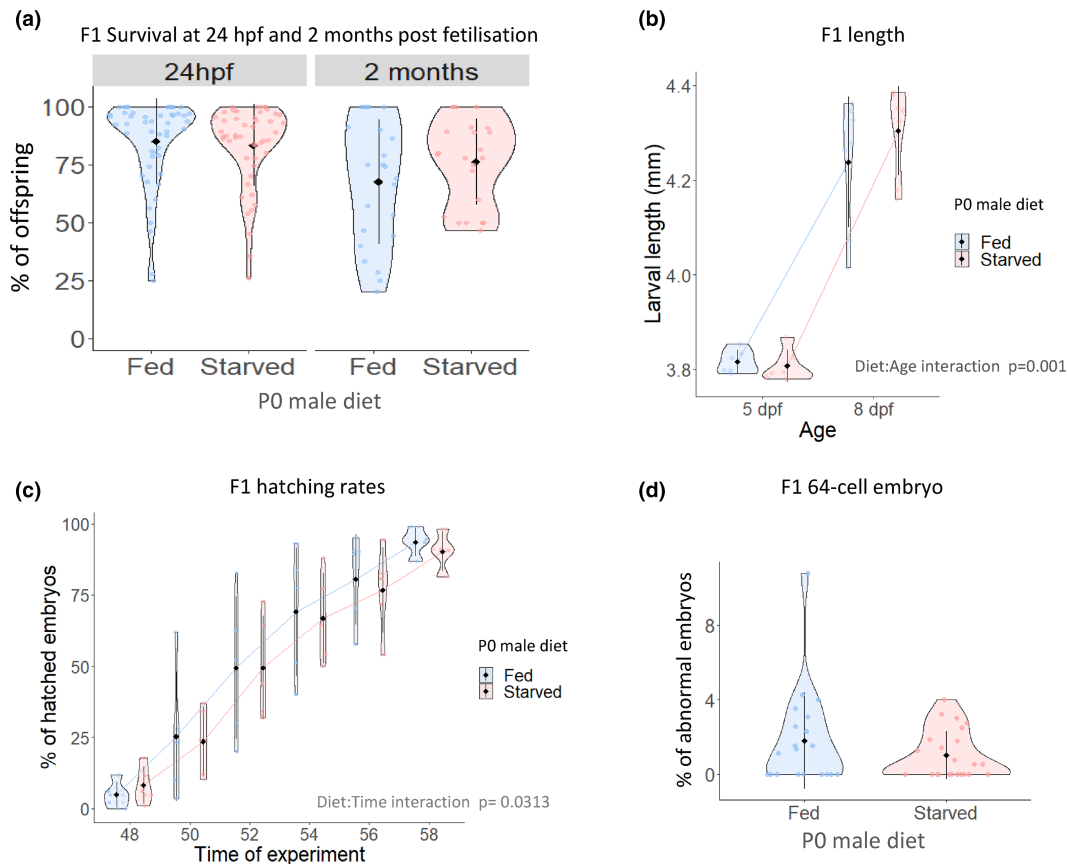 (a)
F1 Survival at 24 hpf and 2 months post fetilisation
24hpf
2 months
% of offspring
100
75
50
25
0
Fed
Starved
Fed
Starved
P0 male diet
(b)
F1 length
Larval length (mm)
4.4
4.2
4.0
3.8
P0 male diet
Fed
Starved
Diet:Age interaction p=0.001
5 dpf
8 dpf
Age
(c)
F1 hatching rates
% of hatched embryos
100
75
50
25
0
P0 male diet
Fed
Starved
Diet:Time interaction p= 0.0313
48
50
52
54
56
58
Time of experiment
(d)
F1 64-cell embryo
% of abnormal embryos
8
4
0
Fed
Starved
P0 male diet